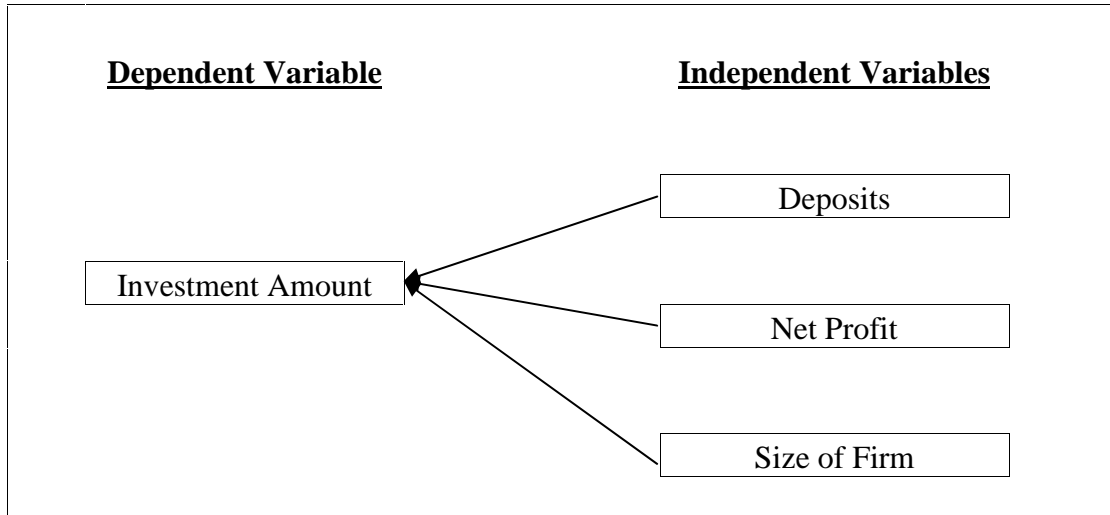 Dependent Variable
Independent Variables
Deposits
Investment Amount
Net Profit
Size of Firm